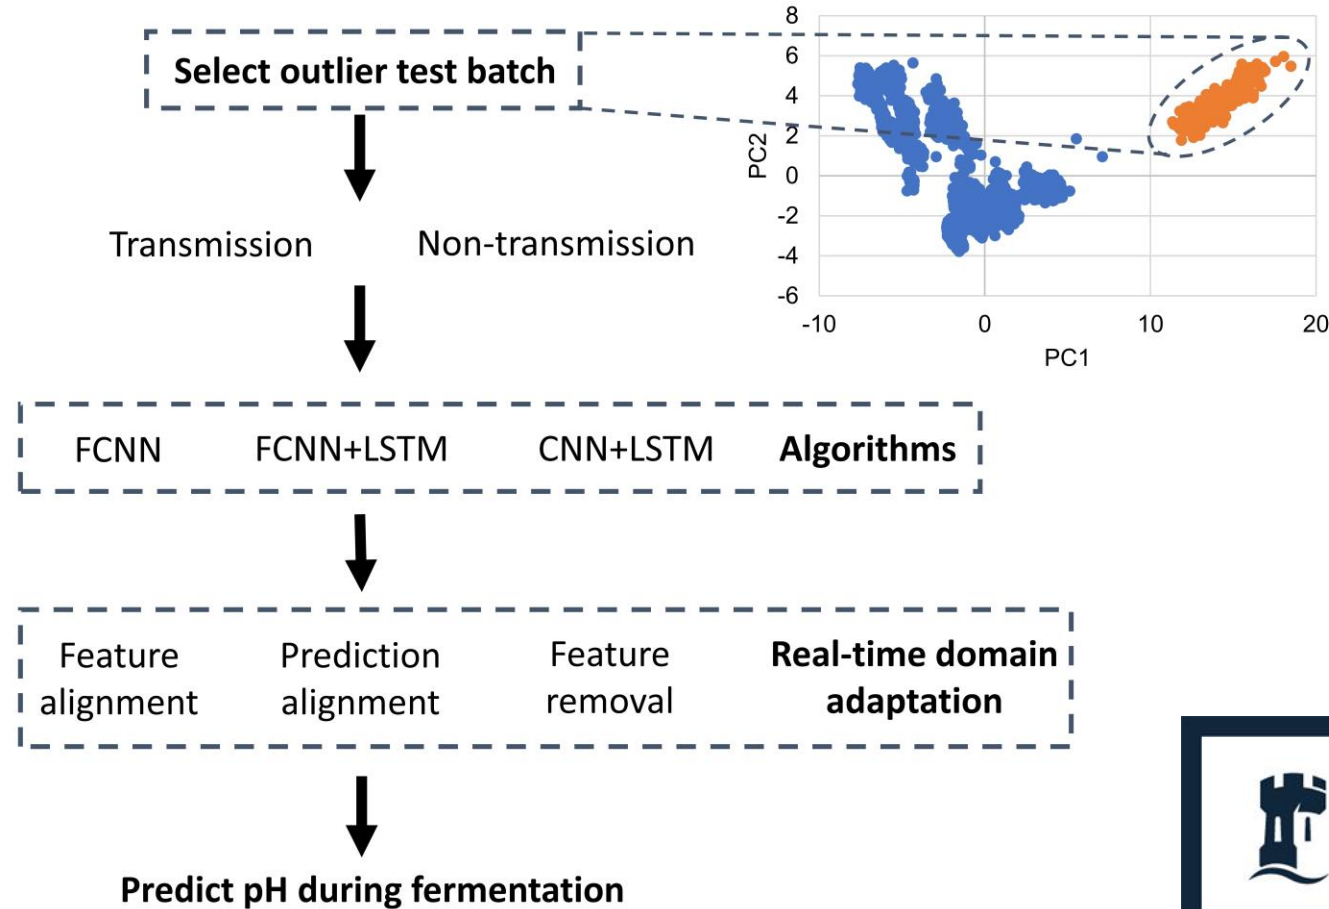 Select outlier test batch
Transmission Non-transmission
FCNN FCNN+LSTM CNN+LSTM Algorithms
Feature alignment
Prediction alignment
Feature removal
Real-time domain adaptation
Predict pH during fermentation
8
6
4
2
0
-2
-4
-6
PC2
-10 0 10 20
PC1